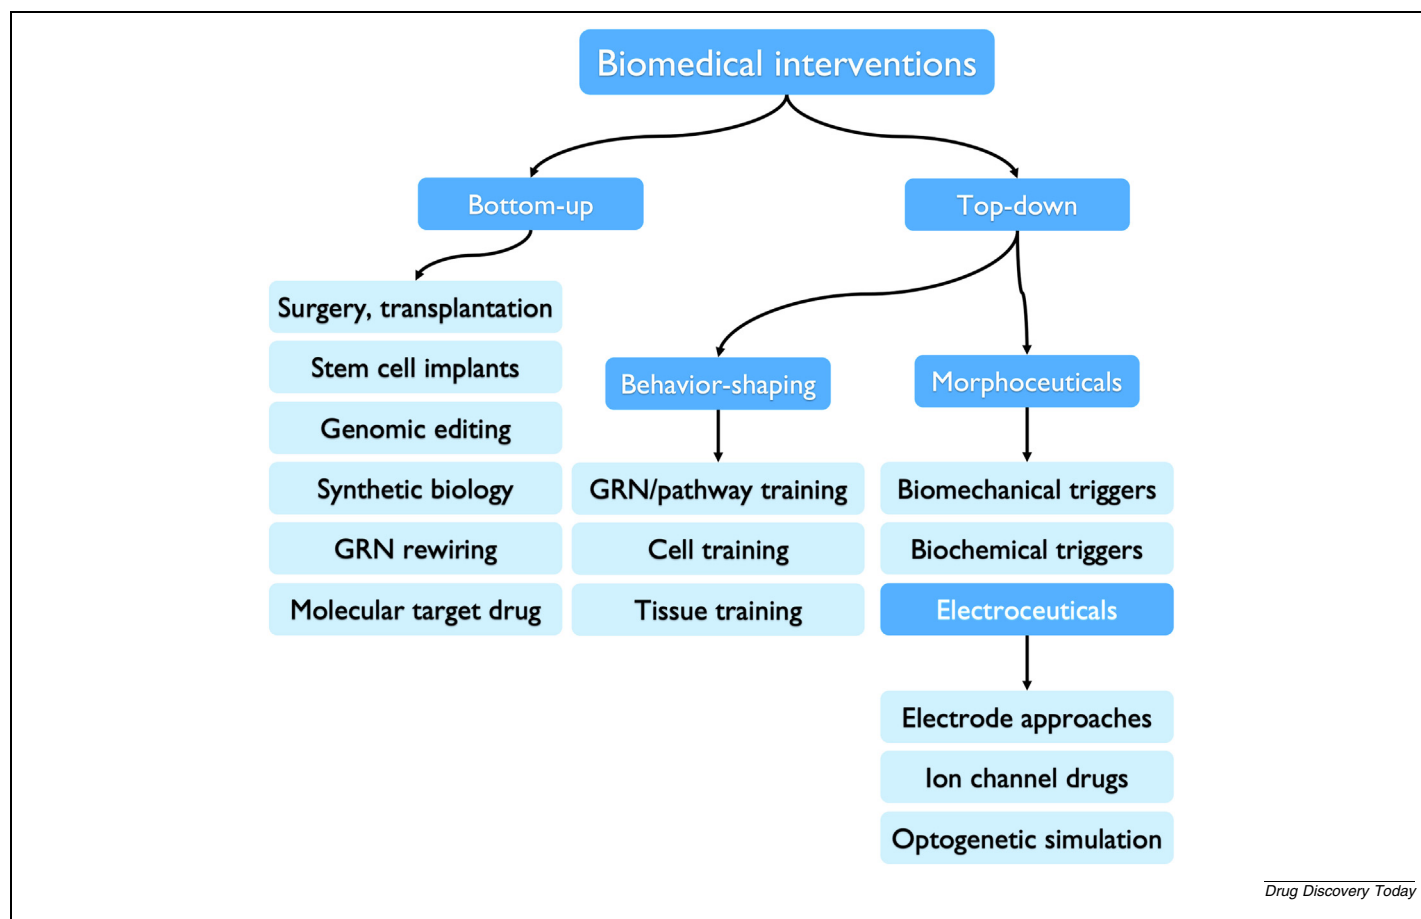 Biomedical interventions
Bottom-up
Top-down
Surgery, transplantation
Stem cell implants
Genomic editing
Synthetic biology
GRN rewiring
Molecular target drug
Behavior-shaping
GRN/pathway training
Cell training
Tissue training
Morphoceuticals
Biomechanical triggers
Biochemical triggers
Electroceuticals
Electrode approaches
Ion channel drugs
Optogenetic simulation
Drug Discovery Today